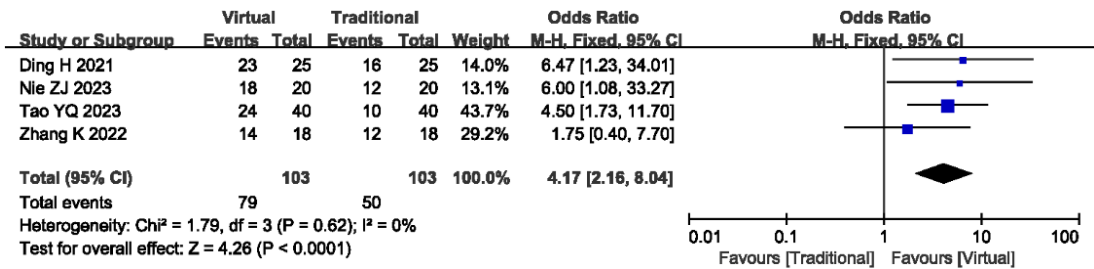 Virtual Traditional Odds Ratio Odds Ratio
Study or Subgroup Events Total Events Total Weight M-H, Fixed, 95% CI M-H, Fixed, 95% CI
Ding H 2021 23 25 16 25 14.0% 6.47 [1.23, 34.01]
Nie ZJ 2023 18 20 12 20 13.1% 6.00 [1.08, 33.27]
Tao YQ 2023 24 40 10 40 43.7% 4.50 [1.73, 11.70]
Zhang K 2022 14 18 12 18 29.2% 1.75 [0.40, 7.70]
Total (95% CI) 103 103 100.0% 4.17 [2.16, 8.04]
Total events 79 50
Heterogeneity: Chi² = 1.79, df = 3 (P = 0.62); I² = 0%
Test for overall effect: Z = 4.26 (P < 0.0001)
0.01 0.1 1 10 100
Favours [Traditional] Favours [Virtual]